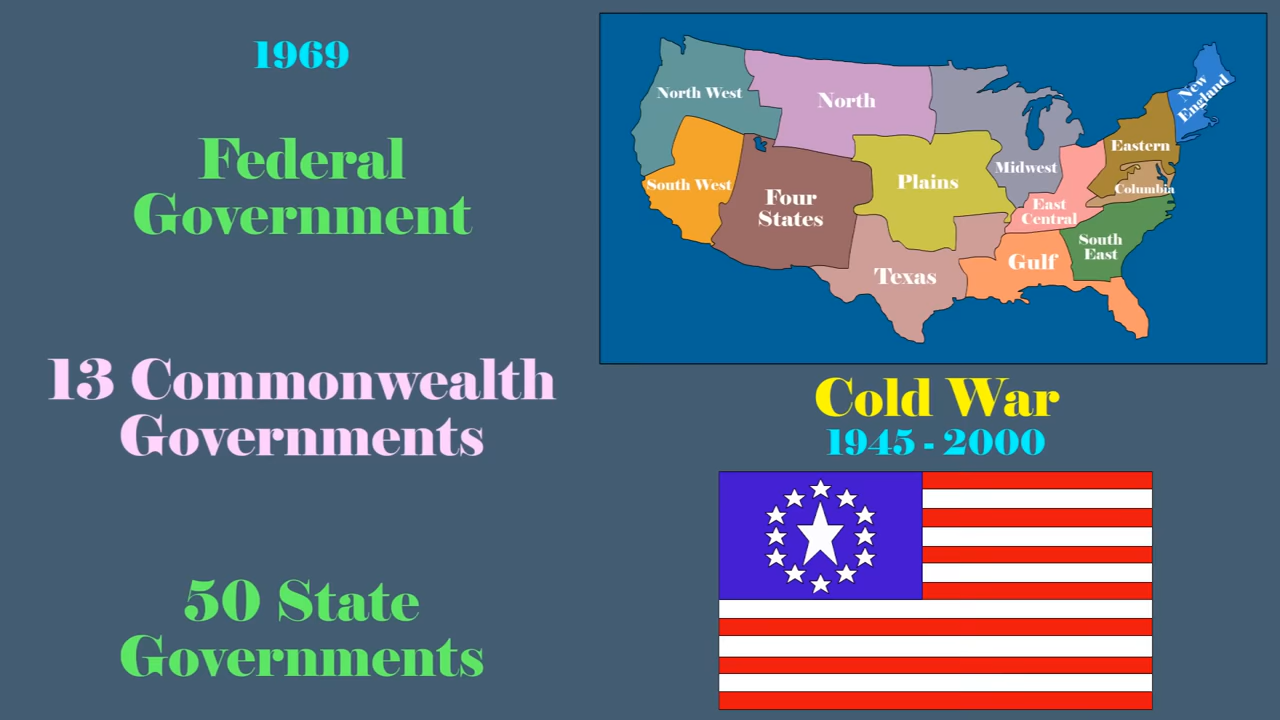 1969
Federal
Government
13 Commonwealth
Governments
50 State
Governments
North West
North
New
England
Eastern
Midwest
Plains
South West
Columbia
Four
States
East
Central
South
East
Gulf
Texas
Cold War
1945 - 2000